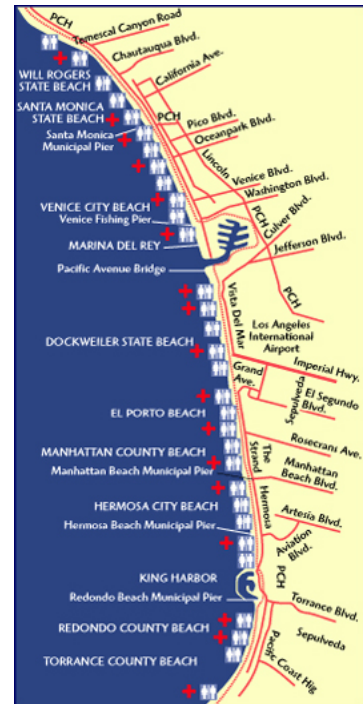 PCH
Temescal Canyon Road
Chautauqua Blvd.
California Ave.
WILL ROGERS
STATE BEACH
SANTA MONICA
STATE BEACH
PCH
Pico Blvd.
Santa Monica
Municipal Pier
Oceanpark Blvd.
Lincoln
Venice Blvd.
Washington Blvd.
VENICE CITY BEACH
Venice Fishing Pier
PCH
Culver Blvd.
MARINA DEL REY
Jefferson Blvd.
Pacific Avenue Bridge
PCH
Vista Del Mar
Los Angeles
International
Airport
DOCKWEILER STATE BEACH
Imperial Hwy.
Grand
Ave.
Sepulveda
El Segundo
Blvd.
EL PORTO BEACH
Rosecrans Ave.
The Strand
MANHATTAN COUNTY BEACH
Manhattan Beach Municipal Pier
Manhattan
Beach Blvd.
HERMOSA CITY BEACH
Hermosa
Hermosa Beach Municipal Pier
Artesia Blvd.
Aviation
Blvd.
KING HARBOR
PCH
Redondo Beach Municipal Pier
Torrance Blvd.
REDONDO COUNTY BEACH
Sepulveda
TORRANCE COUNTY BEACH
Pacific Coast Hig